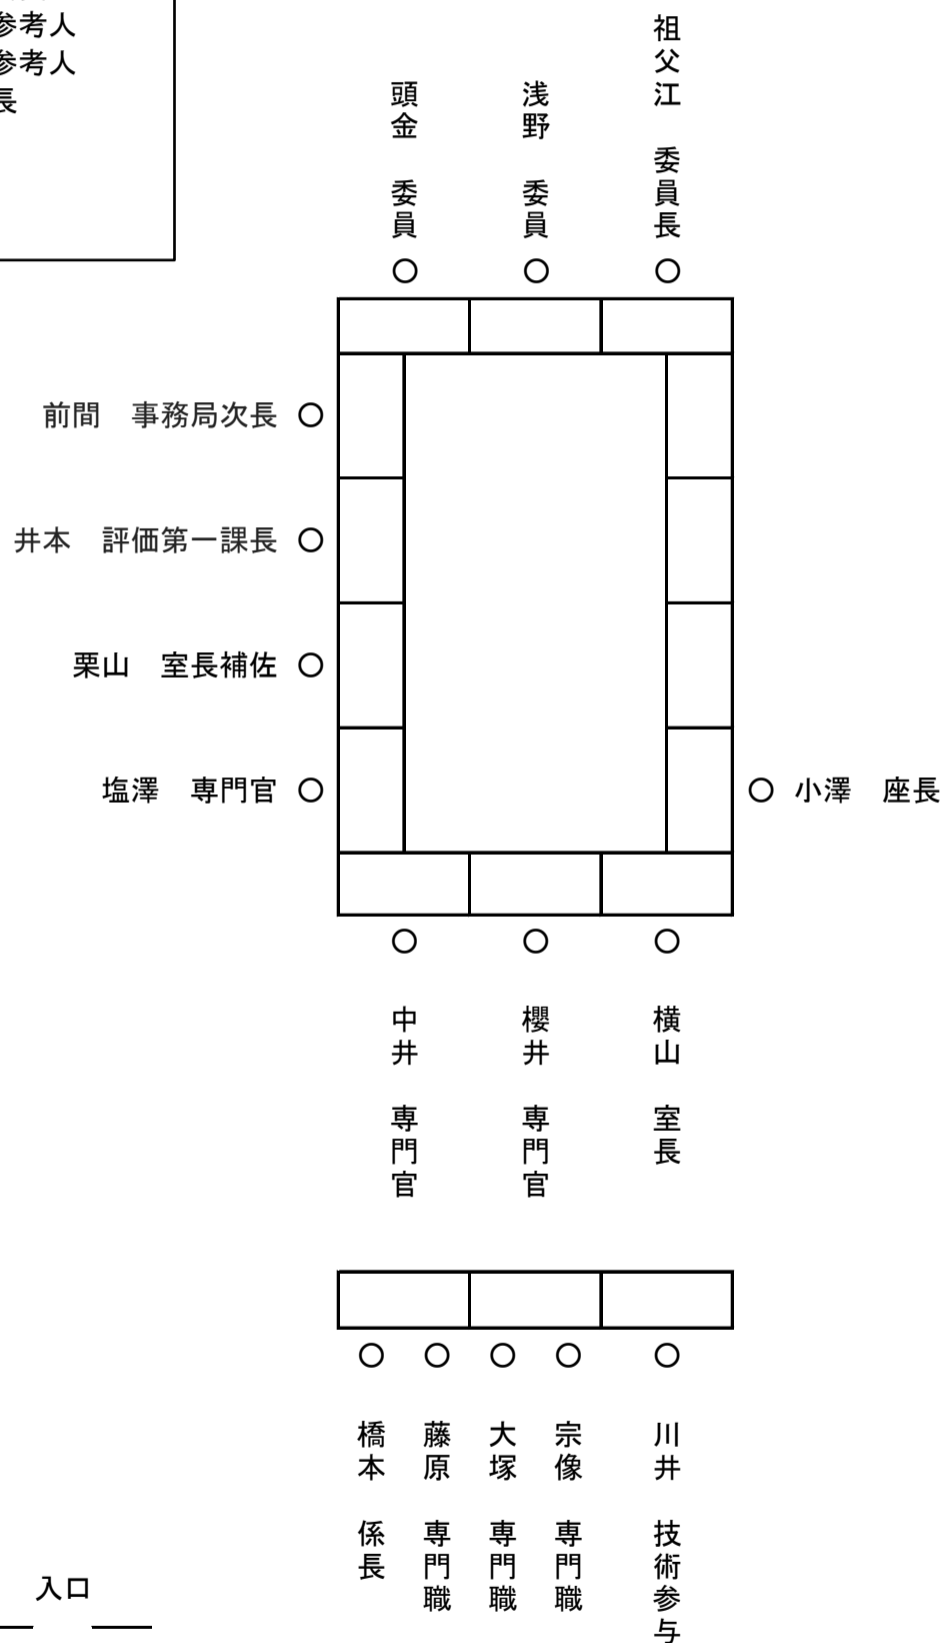 参考人
参考人
長
祖父江　委員長
浅野　委員
頭金　委員
前間　事務局次長
井本　評価第一課長
栗山　室長補佐
塩澤　専門官
小澤　座長
横山　室長
櫻井　専門官
中井　専門官
川井　技術参与
宗像　専門職
大塚　専門職
藤原　専門職
橋本　係長
入口